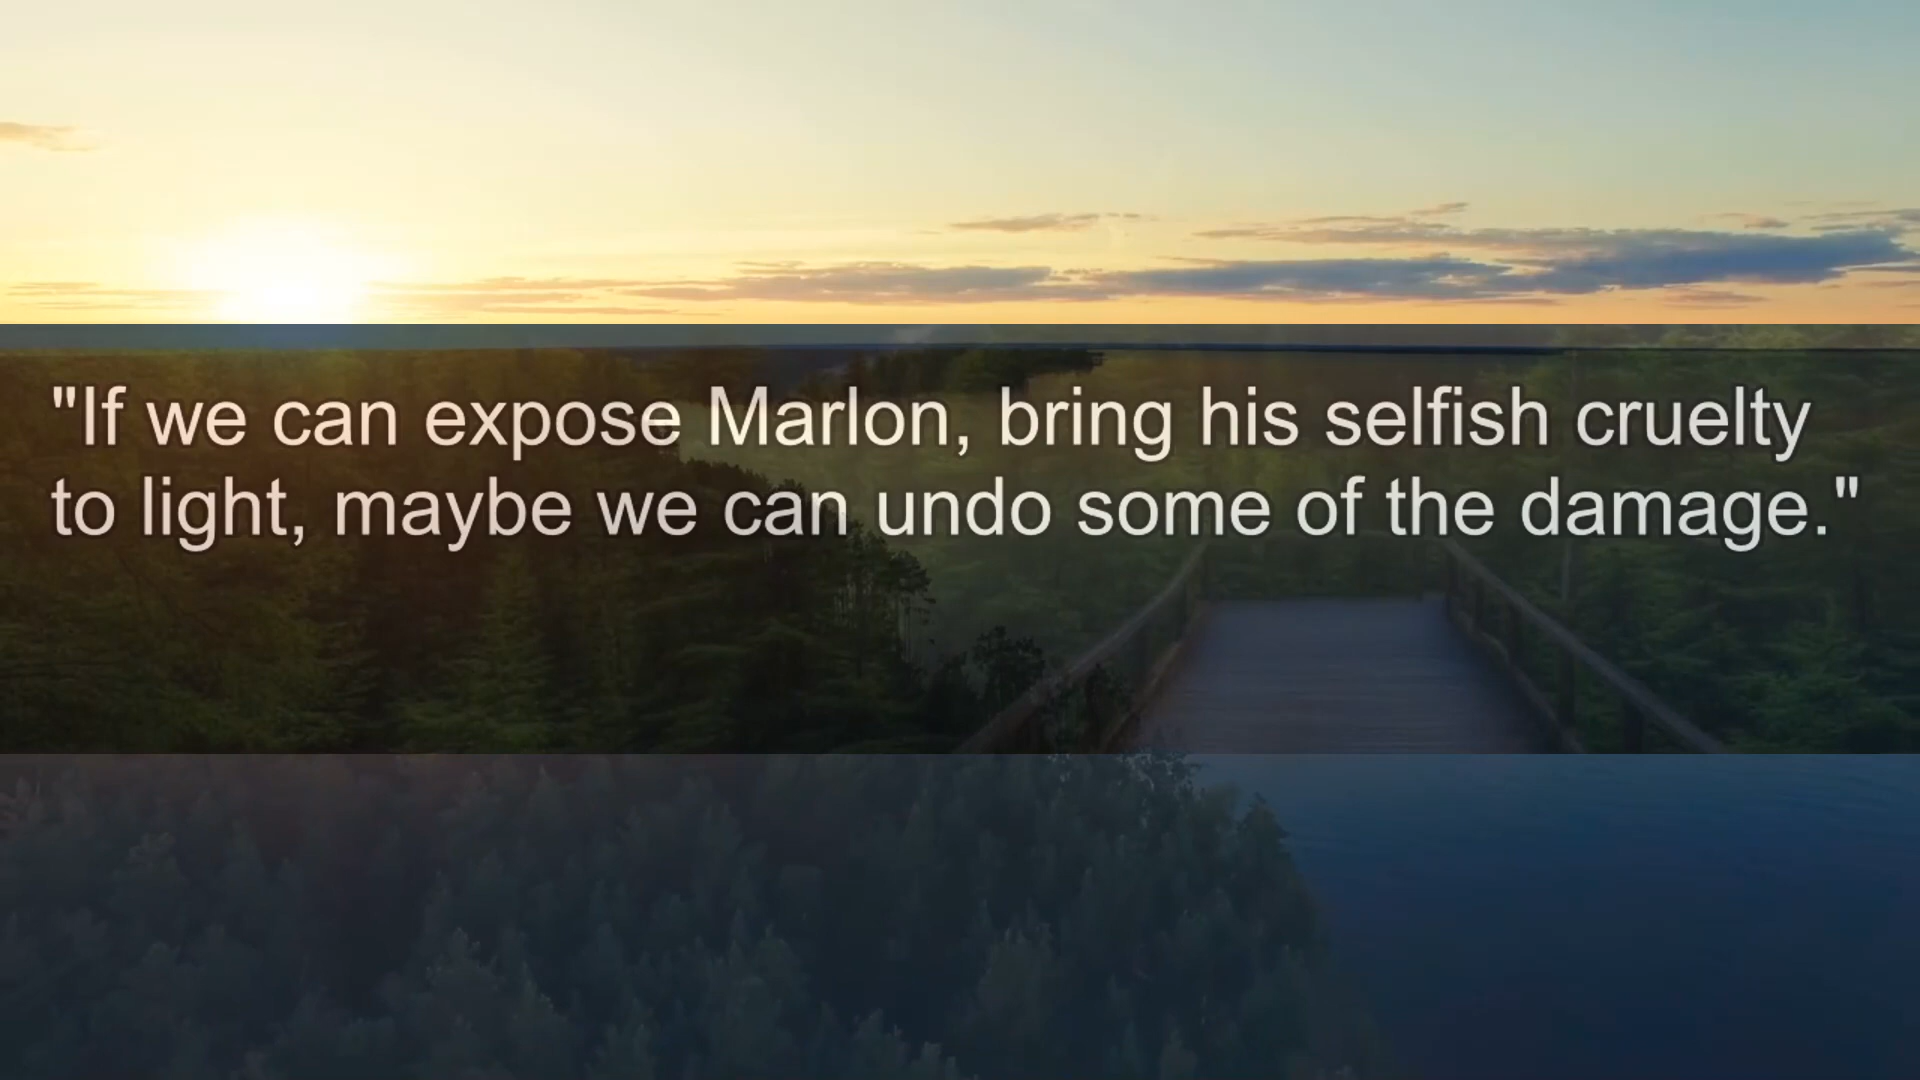 "If we can expose Marlon, bring his selfish cruelty
to light, maybe we can undo some of the damage."